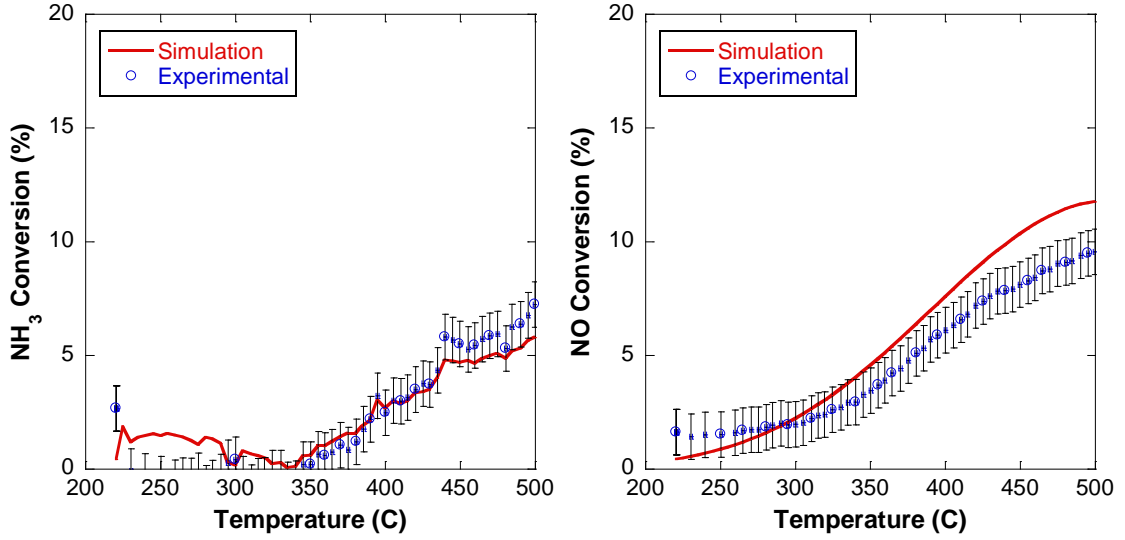 20
15
10
5
0
NH3 Conversion (%)
Simulation
Experimental
200 250 300 350 400 450 500
Temperature (C)
20
15
10
5
0
NO Conversion (%)
Simulation
Experimental
200 250 300 350 400 450 500
Temperature (C)